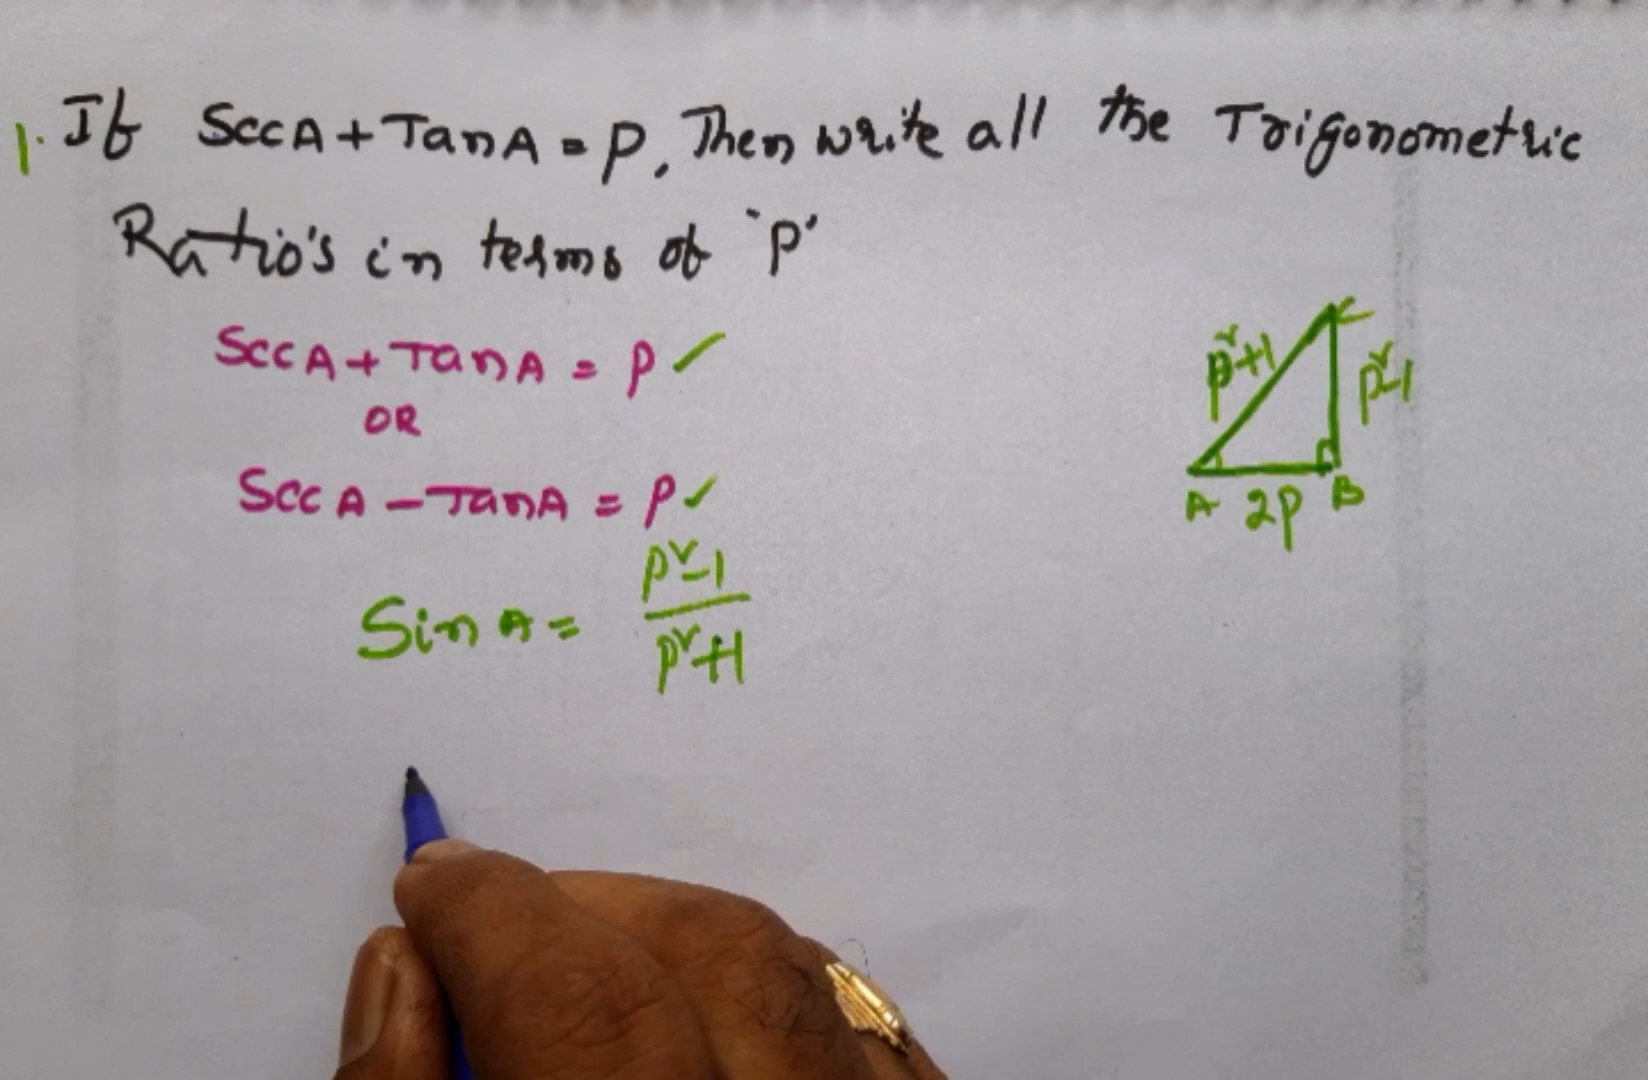 1. If SecA + TanA = P, Then write all the Trigonometric
Ratio's in terms of 'P'
SecA + TanA = P ✓
OR
SecA - TanA = P ✓
Sin A = p²-1 / p²+1
C
p²+1
p²-1
A 2p B